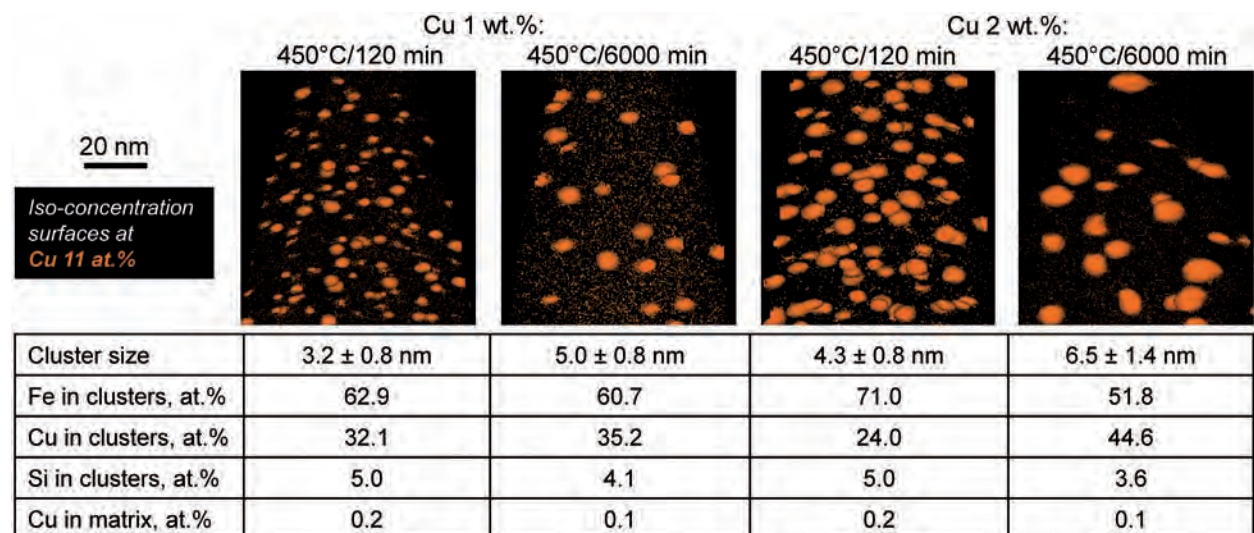 Cu 1 wt.%:
Cu 2 wt.%:
450°C/120 min
450°C/6000 min
450°C/120 min
450°C/6000 min
20 nm
Iso-concentration
surfaces at
Cu 11 at.%
Cluster size 3.2 ± 0.8 nm 5.0 ± 0.8 nm 4.3 ± 0.8 nm 6.5 ± 1.4 nm
Fe in clusters, at.% 62.9 60.7 71.0 51.8
Cu in clusters, at.% 32.1 35.2 24.0 44.6
Si in clusters, at.% 5.0 4.1 5.0 3.6
Cu in matrix, at.% 0.2 0.1 0.2 0.1